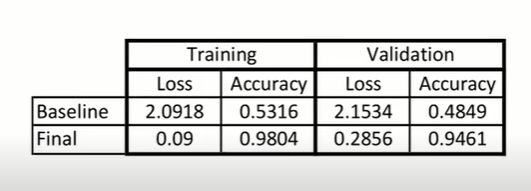 Training Validation
Loss Accuracy Loss Accuracy
Baseline 2.0918 0.5316 2.1534 0.4849
Final 0.09 0.9804 0.2856 0.9461